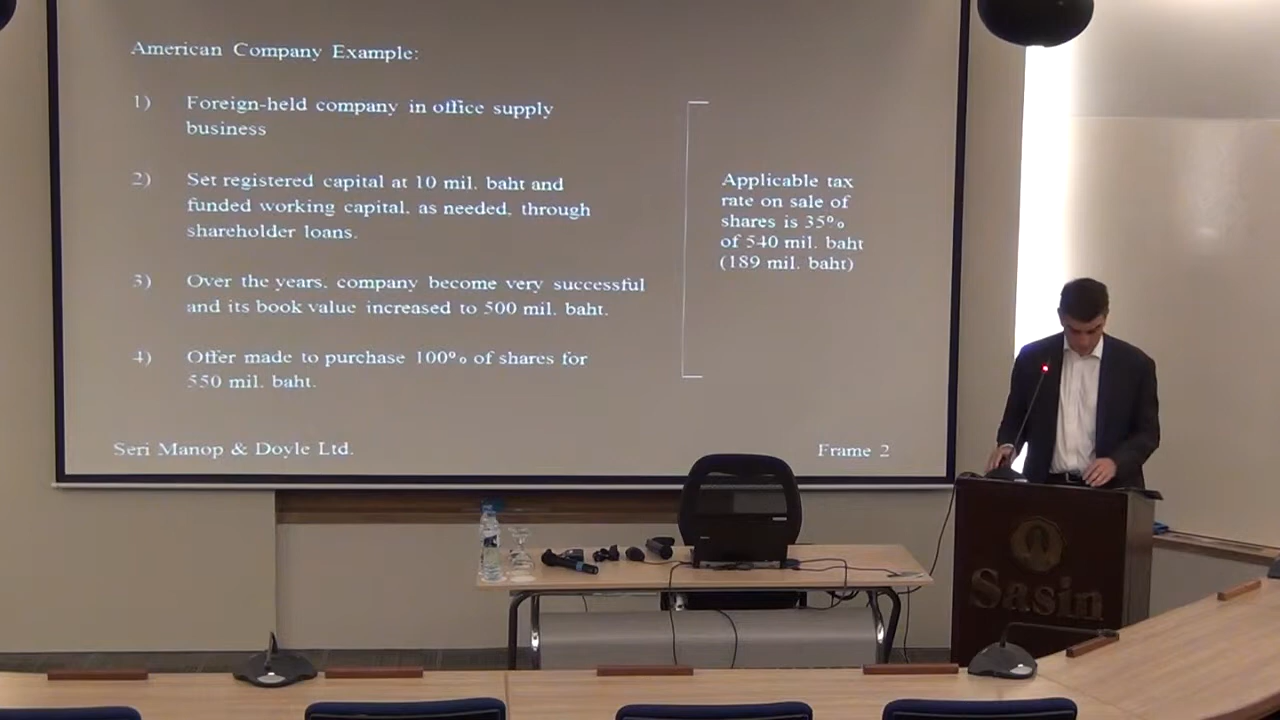 American Company Example:
1) Foreign-held company in office supply
business
2) Set registered capital at 10 mil. baht and
funded working capital, as needed, through
shareholder loans.
3) Over the years, company become very successful
and its book value increased to 500 mil. baht.
4) Offer made to purchase 100% of shares for
550 mil. baht.
Applicable tax
rate on sale of
shares is 35%
of 540 mil. baht
(189 mil. baht)
Seri Manop & Doyle Ltd.
Frame 2
Sasin